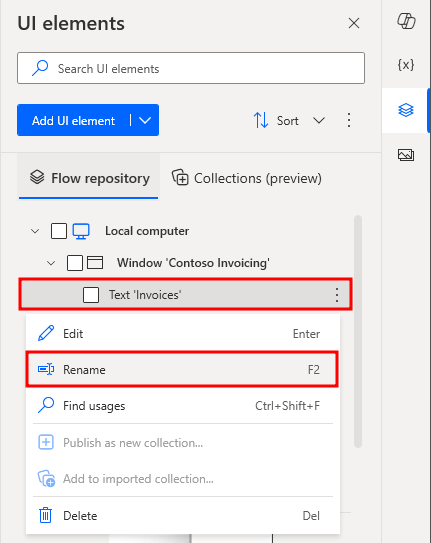 UI elements
Search UI elements
Add UI element
Sort
{x}
Flow repository
Collections (preview)
Local computer
Window 'Contoso Invoicing'
Text 'Invoices'
Edit Enter
Rename F2
Find usages Ctrl+Shift+F
Publish as new collection...
Add to imported collection...
Delete Del